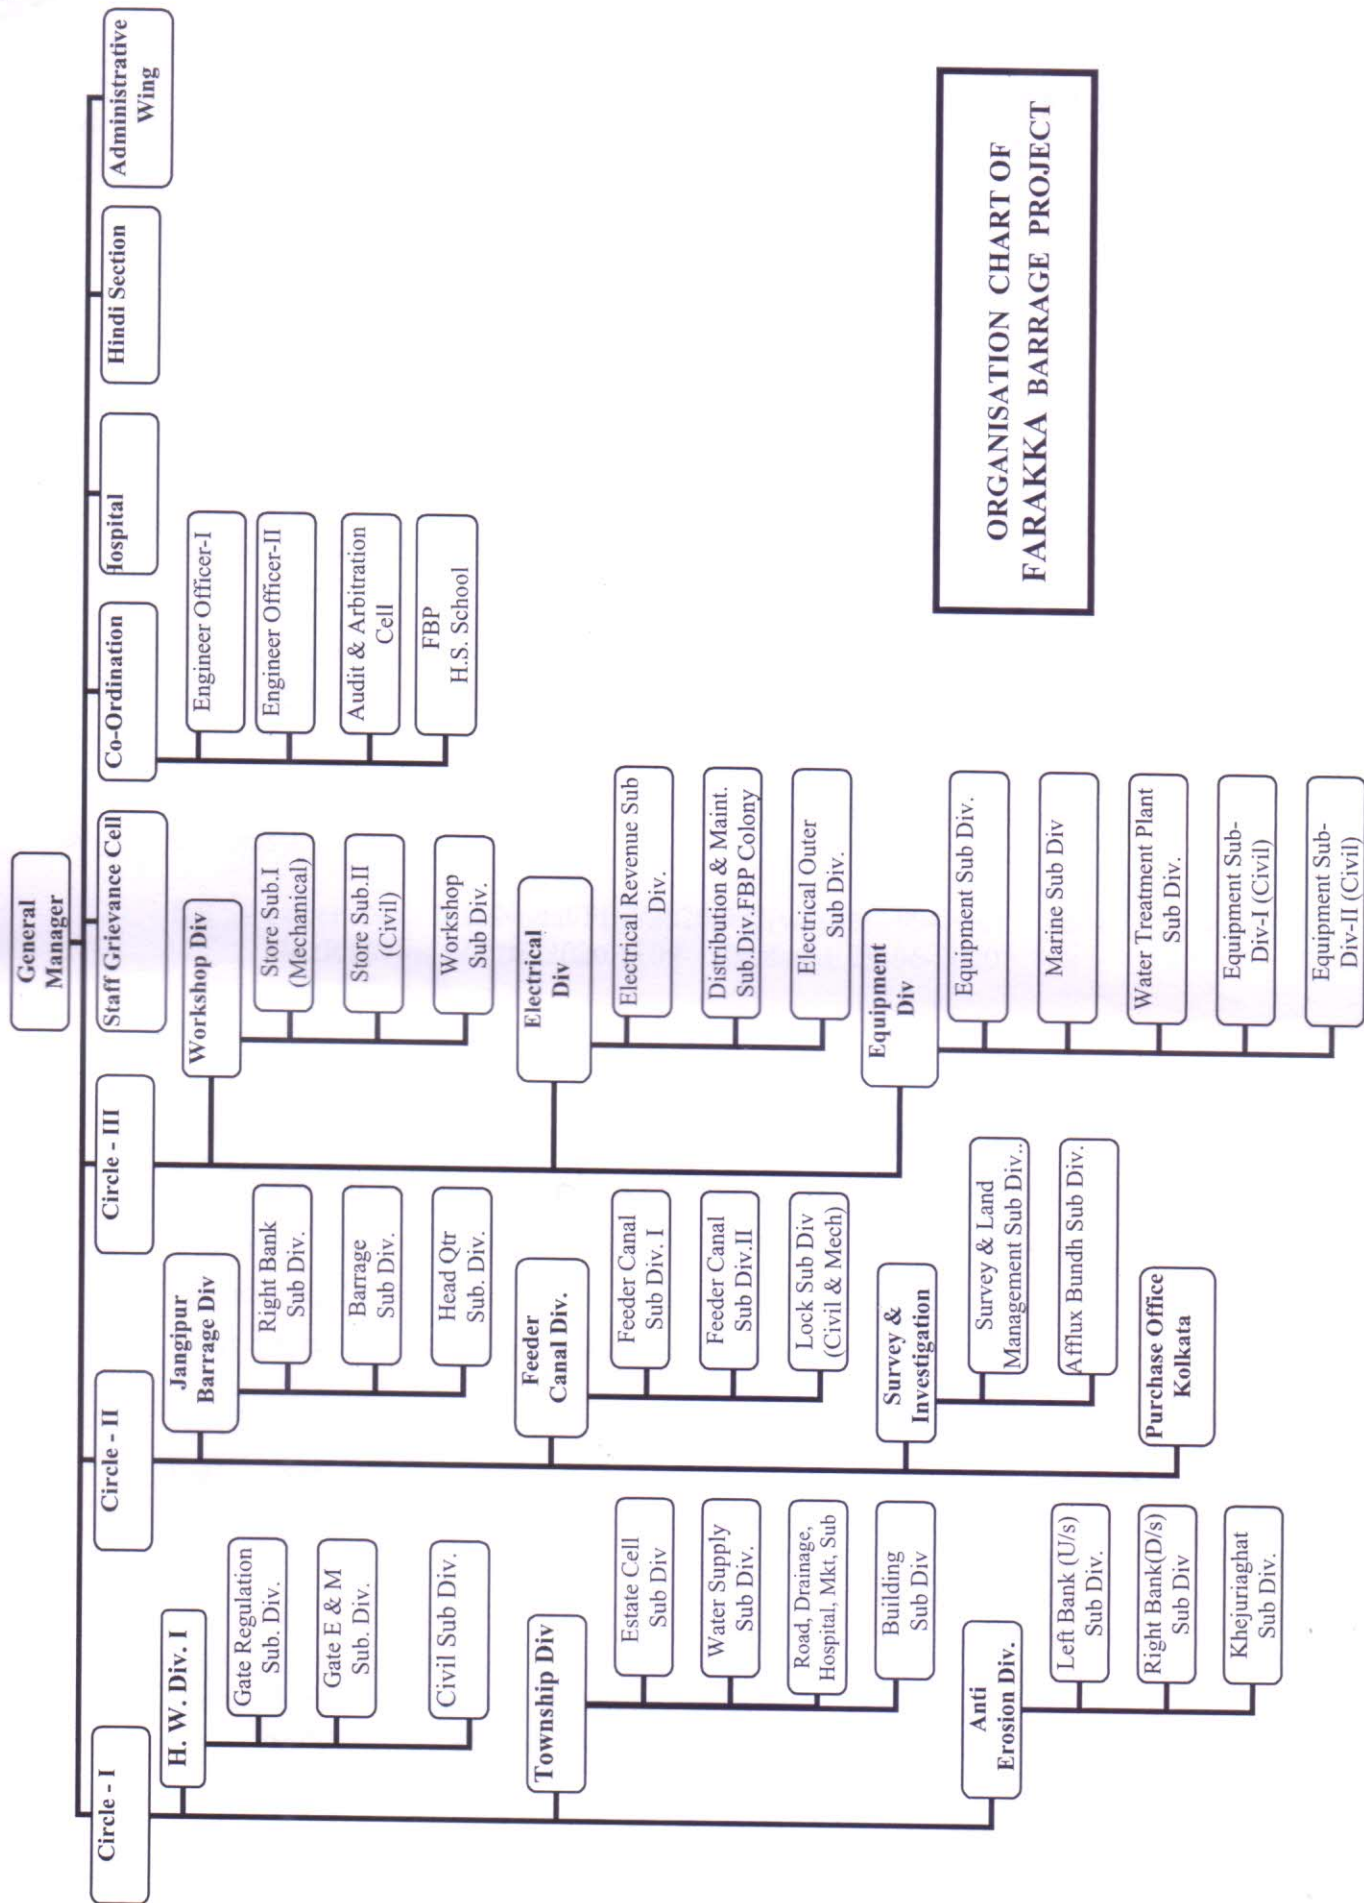 General
Manager
Circle - I
Circle - II
Circle - III
Staff Grievance Cell
Co-Ordination
Hospital
Hindi Section
Administrative
Wing
H. W. Div. I
Gate Regulation
Sub. Div.
Gate E & M
Sub. Div.
Civil Sub Div.
Township Div
Estate Cell
Sub Div
Water Supply
Sub Div.
Road, Drainage,
Hospital, Mkt, Sub
Building
Sub Div
Anti
Erosion Div.
Left Bank (U/s)
Sub Div.
Right Bank(D/s)
Sub Div
Khejuriaghat
Sub Div.
Jangipur
Barrage Div
Right Bank
Sub Div.
Barrage
Sub Div.
Head Qtr
Sub. Div.
Feeder
Canal Div.
Feeder Canal
Sub Div. I
Feeder Canal
Sub Div.II
Lock Sub Div
(Civil & Mech)
Survey &
Investigation
Survey & Land
Management Sub Div..
Afflux Bundh Sub Div.
Purchase Office
Kolkata
Workshop Div
Store Sub.I
(Mechanical)
Store Sub.II
(Civil)
Workshop
Sub Div.
Electrical
Div
Electrical Revenue Sub
Div.
Distribution & Maint.
Sub.Div.FBP Colony
Electrical Outer
Sub Div.
Equipment
Div
Equipment Sub Div.
Marine Sub Div
Water Treatment Plant
Sub Div.
Equipment Sub-
Div-I (Civil)
Equipment Sub-
Div-II (Civil)
Engineer Officer-I
Engineer Officer-II
Audit & Arbitration
Cell
FBP
H.S. School
ORGANISATION CHART OF
FARAKKA BARRAGE PROJECT